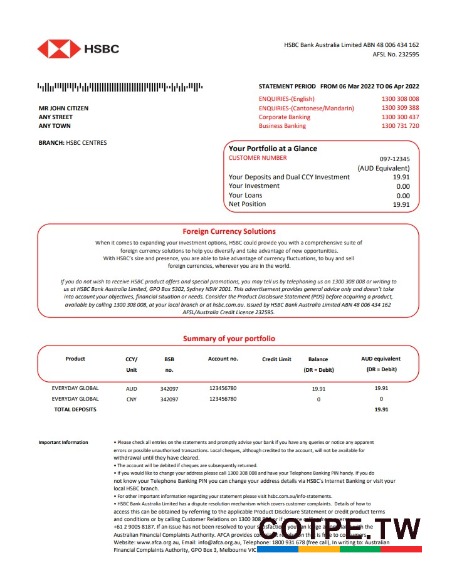 HSBC
HSBC Bank Australia Limited ABN 48 006 434 162
AFSL No. 232595
STATEMENT PERIOD FROM 06 Mar 2022 TO 06 Apr 2022
ENQUIRIES-(English) 1300 308 008
ENQUIRIES-(Cantonese/Mandarin) 1300 309 388
Corporate Banking 1300 300 437
Business Banking 1300 731 720
MR JOHN CITIZEN
ANY STREET
ANY TOWN
BRANCH: HSBC CENTRES
Your Portfolio at a Glance
CUSTOMER NUMBER 097-12345
(AUD Equivalent)
Your Deposits and Dual CCY Investment 19.91
Your Investment 0.00
Your Loans 0.00
Net Position 19.91
Foreign Currency Solutions
When it comes to expanding your investment options, HSBC could provide you with a comprehensive suite of
foreign currency solutions to help you diversify and take advantage of new opportunities.
With HSBC's size and presence, you are able to take advantage of currency fluctuations, to buy and sell
foreign currencies, wherever you are in the world.
If you do not wish to receive HSBC product offers and special promotions, you may tell us by telephoning us on 1300 308 008 or writing to
us at HSBC Bank Australia Limited, GPO Box 5302, Sydney NSW 2001. This advertisement provides general advice only and doesn't take
into account your objectives, financial situation or needs. Consider the Product Disclosure Statement (PDS) before acquiring a product,
available by calling 1300 308 008, at your local branch or at hsbc.com.au. Issued by HSBC Bank Australia Limited ABN 48 006 434 162
AFSL/Australia Credit Licence 232595.
Summary of your portfolio
Product CCY/ Unit BSB no. Account no. Credit Limit Balance (DR = Debit) AUD equivalent (DR = Debit)
EVERYDAY GLOBAL AUD 342097 123456780 19.91 19.91
EVERYDAY GLOBAL CNY 342097 123456780 0 0
TOTAL DEPOSITS 19.91
Important Information
• Please check all entries on the statements and promptly advise your bank if you have any queries or notice any apparent
errors or possible unauthorised transactions. Local cheques, although credited to the account, will not be available for
withdrawal until they have cleared.
• The account will be debited if cheques are subsequently returned.
• If you would like to change your address please call 1300 308 008 and have your Telephone Banking PIN handy. If you do
not know your Telephone Banking PIN you can change your address details via HSBC's Internet Banking or visit your
local HSBC branch.
• For other important information regarding your statement please visit hsbc.com.au/info-statements.
• HSBC Bank Australia Limited has a dispute resolution mechanism which covers customer complaints. Details of how to
access this can be obtained by referring to the applicable Product Disclosure Statement or credit product terms
and conditions or by calling Customer Relations on 1300 308
+61 2 9005 8187. If an issue has not been resolved to your
Australian Financial Complaints Authority. AFCA provides
Website: www.afca.org.au, Email: info@afca.org.au, Telephone: 1800 931 678 (free call), In writing to: Australian
Financial Complaints Authority, GPO Box 3, Melbourne VIC
COTPE.TW